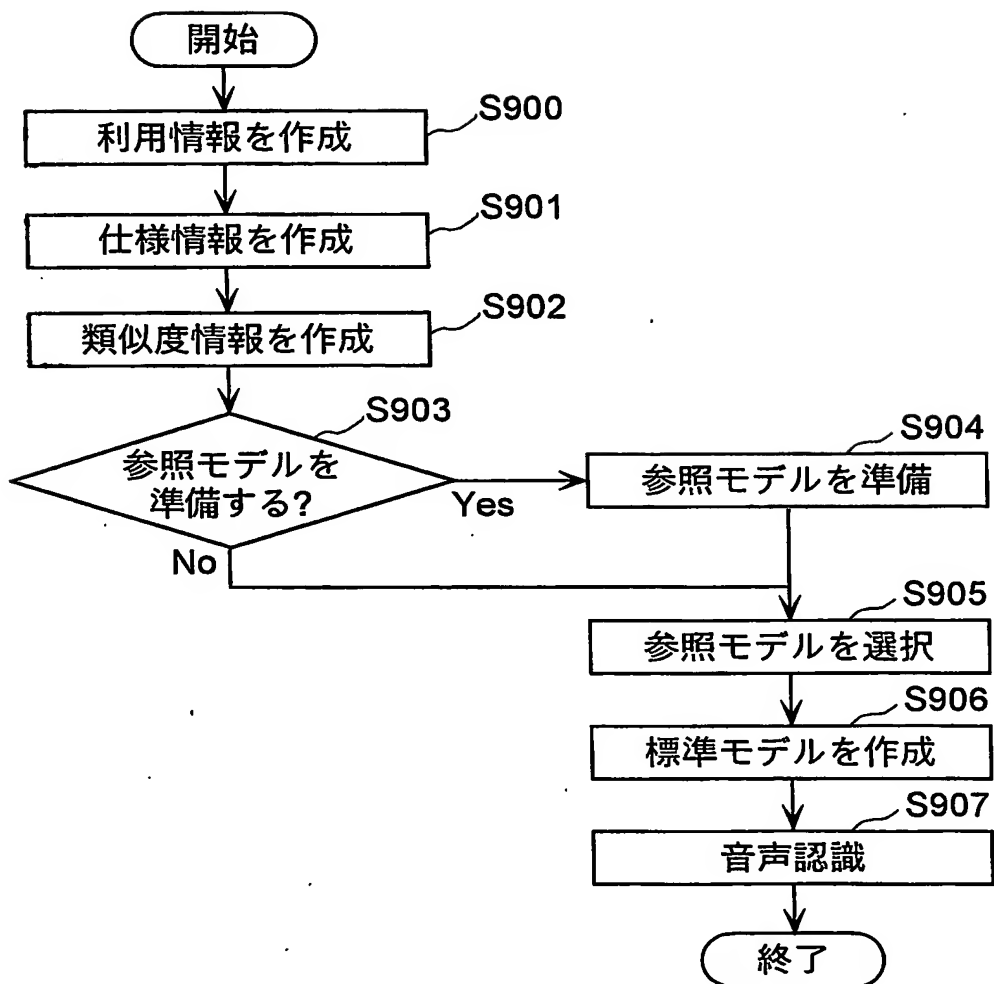 開始
利用情報を作成
S900
仕様情報を作成
S901
類似度情報を作成
S902
参照モデルを
準備する?
S903
Yes
No
参照モデルを準備
S904
参照モデルを選択
S905
標準モデルを作成
S906
音声認識
S907
終了